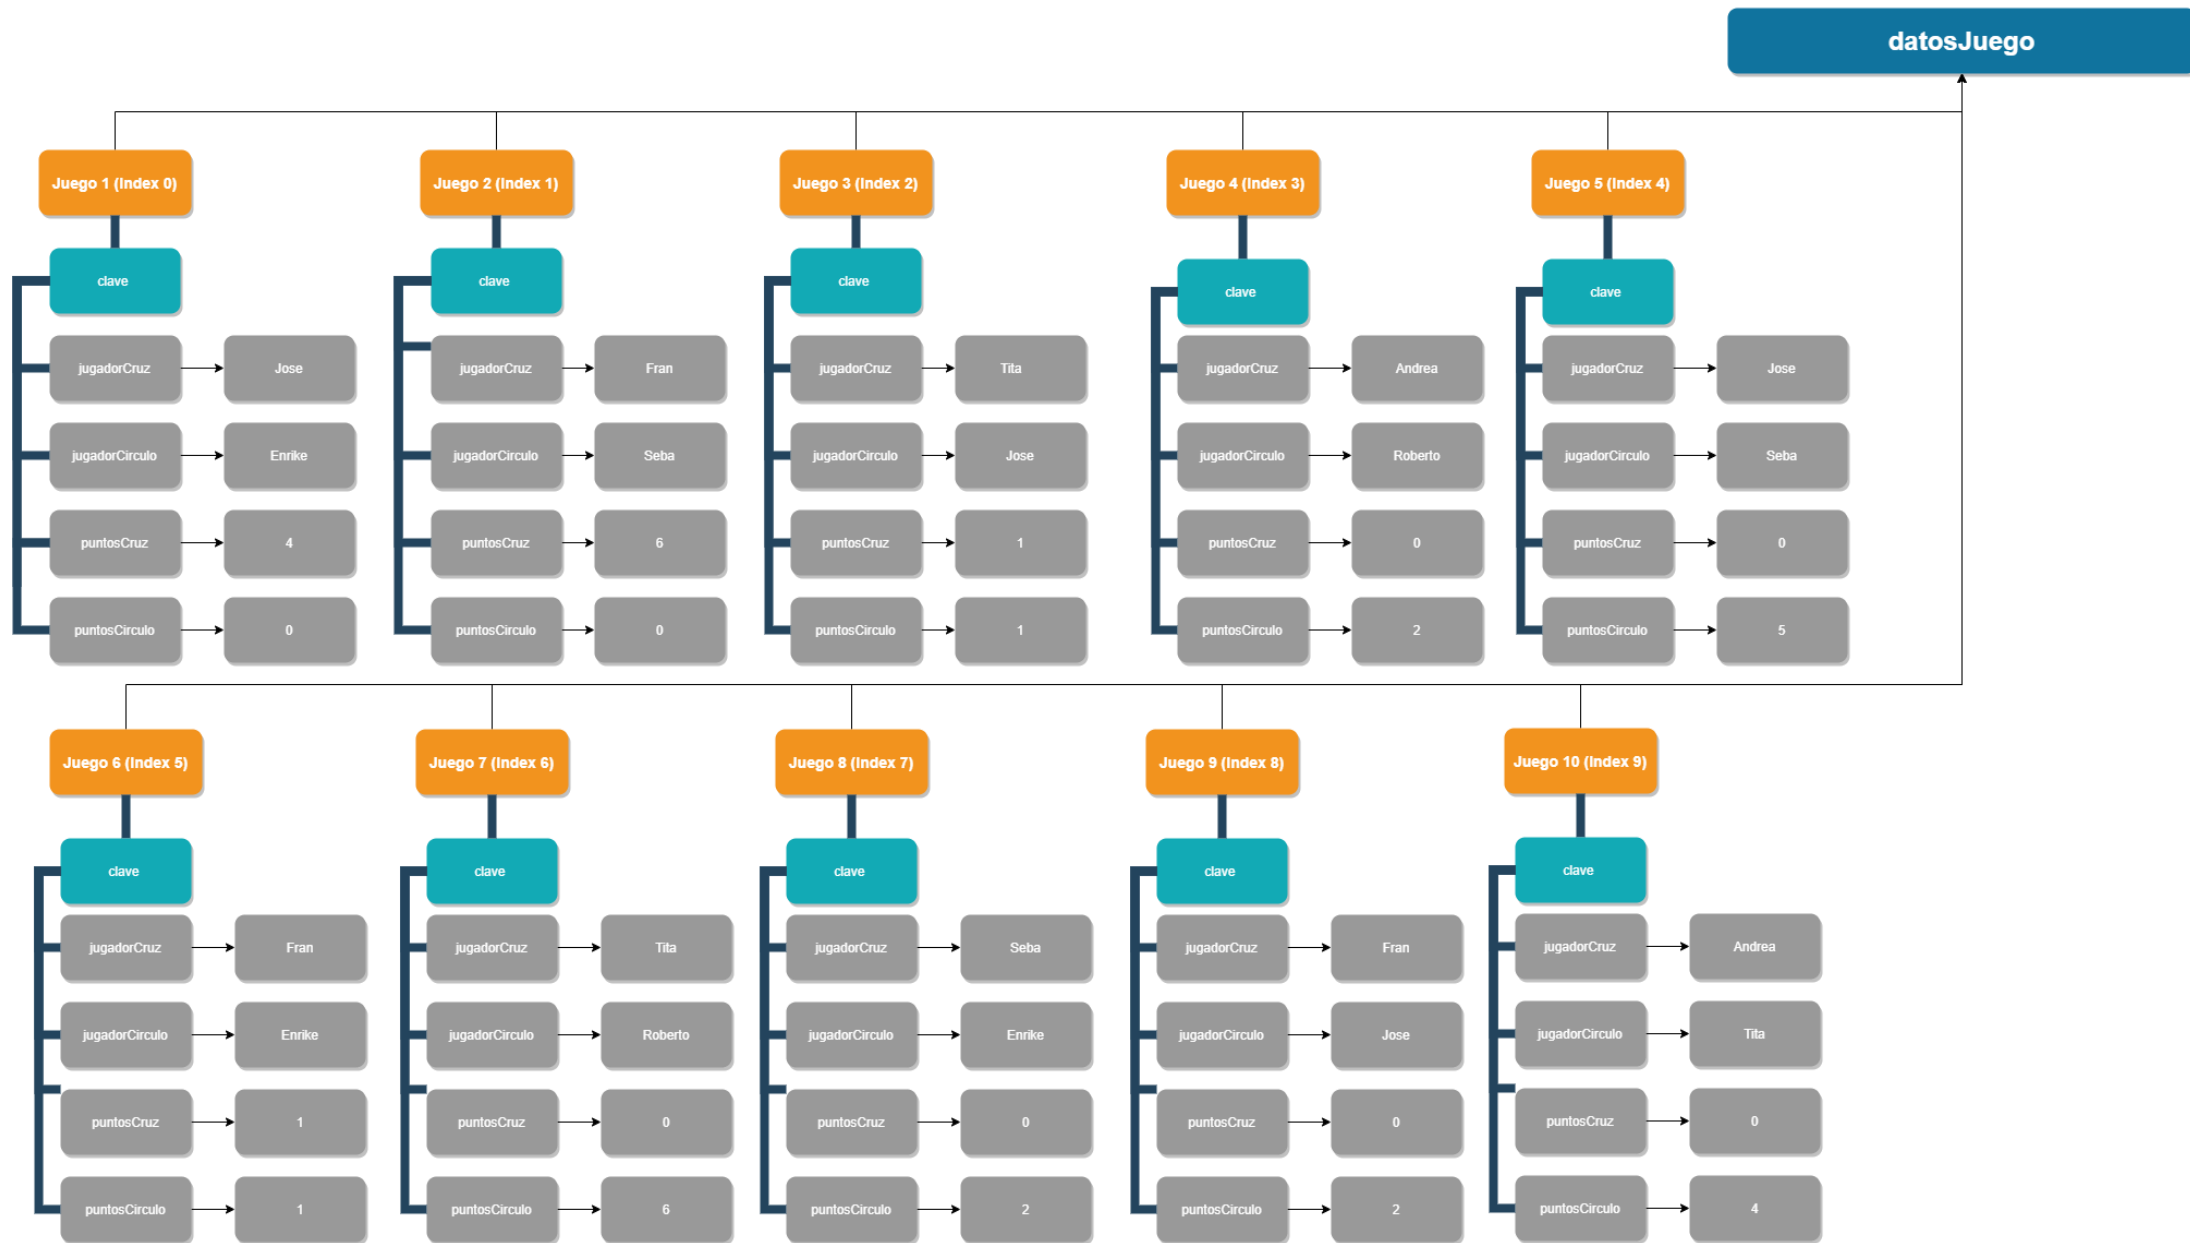 datosJuego
Juego 1 (Index 0)
Juego 2 (Index 1)
Juego 3 (Index 2)
Juego 4 (Index 3)
Juego 5 (Index 4)
clave
clave
clave
clave
clave
jugadorCruz
Jose
jugadorCruz
Fran
jugadorCruz
Tita
jugadorCruz
Andrea
jugadorCruz
Jose
jugadorCirculo
Enrike
jugadorCirculo
Seba
jugadorCirculo
Jose
jugadorCirculo
Roberto
jugadorCirculo
Seba
puntosCruz
4
puntosCruz
6
puntosCruz
1
puntosCruz
0
puntosCruz
0
puntosCirculo
0
puntosCirculo
0
puntosCirculo
1
puntosCirculo
2
puntosCirculo
5
Juego 6 (Index 5)
Juego 7 (Index 6)
Juego 8 (Index 7)
Juego 9 (Index 8)
Juego 10 (Index 9)
clave
clave
clave
clave
clave
jugadorCruz
Fran
jugadorCruz
Tita
jugadorCruz
Seba
jugadorCruz
Fran
jugadorCruz
Andrea
jugadorCirculo
Enrike
jugadorCirculo
Roberto
jugadorCirculo
Enrike
jugadorCirculo
Jose
jugadorCirculo
Tita
puntosCruz
1
puntosCruz
0
puntosCruz
0
puntosCruz
0
puntosCruz
0
puntosCirculo
1
puntosCirculo
6
puntosCirculo
2
puntosCirculo
2
puntosCirculo
4